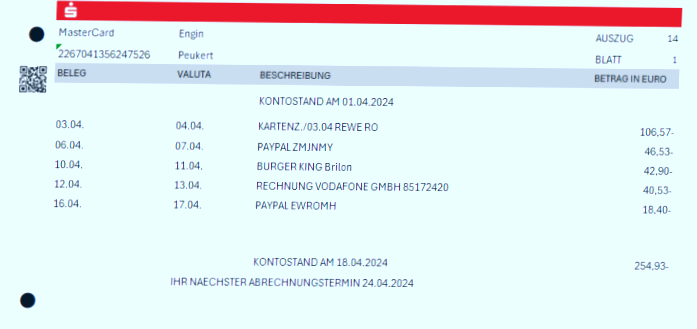 MasterCard Engin AUSZUG 14
2267041356247526 Peukert BLATT 1
BELEG VALUTA BESCHREIBUNG BETRAG IN EURO
KONTOSTAND AM 01.04.2024
03.04. 04.04. KARTENZ./03.04 REWE RO 106,57-
06.04. 07.04. PAYPAL ZMJNMY 46,53-
10.04. 11.04. BURGER KING Brilon 42,90-
12.04. 13.04. RECHNUNG VODAFONE GMBH 85172420 40,53-
16.04. 17.04. PAYPAL EWROMH 18,40-
KONTOSTAND AM 18.04.2024 254,93-
IHR NAECHSTER ABRECHNUNGSTERMIN 24.04.2024